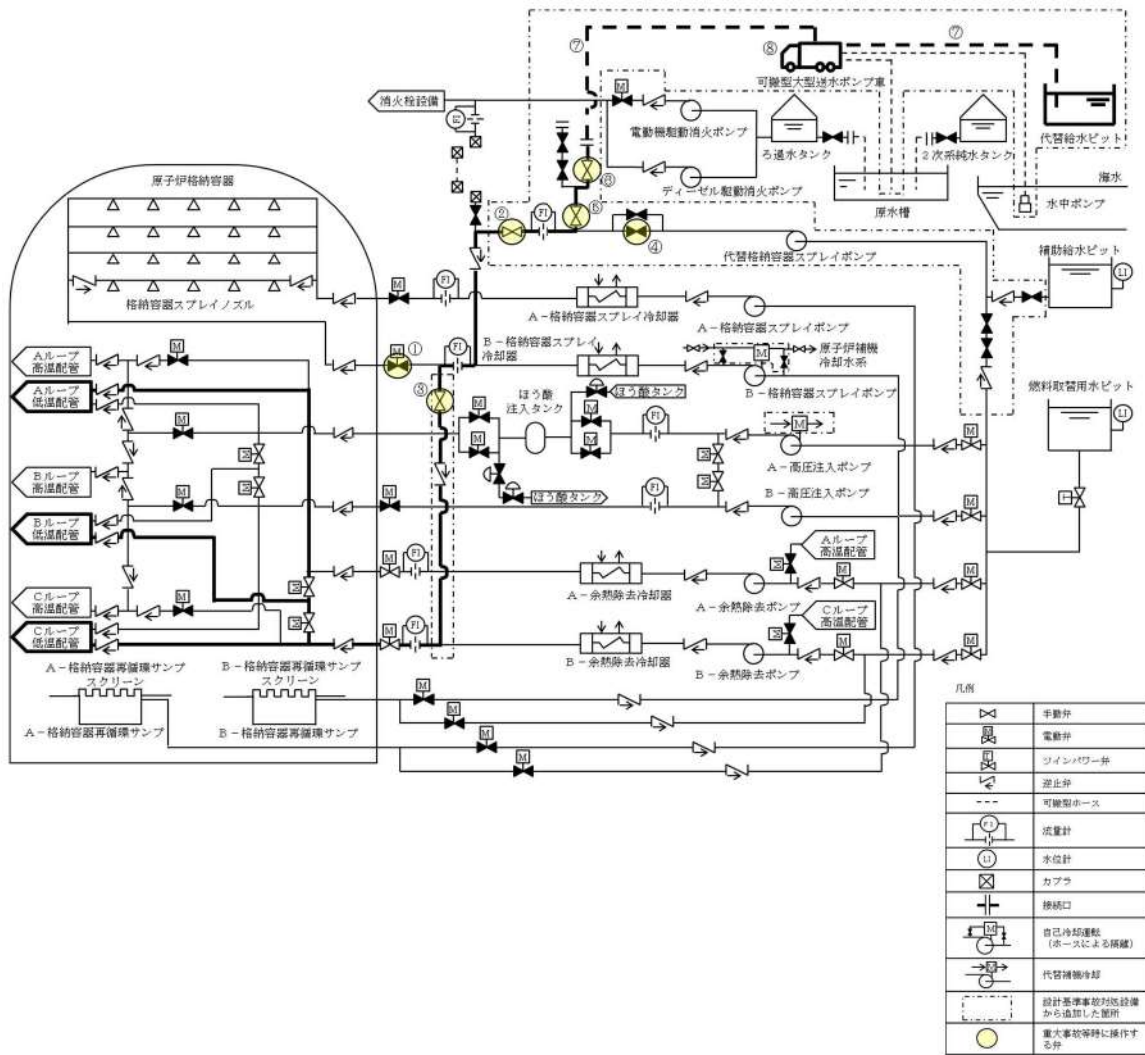 ⑦
⑧
⑦
可搬型大型送水ポンプ車
消火栓設備
M
FI
電動機駆動消火ポンプ
ろ過水タンク
2次系純水タンク
代替給水ピット
ディーゼル駆動消火ポンプ
原水槽
海水
水中ポンプ
原子炉格納容器
②
FI
④
代替格納容器スプレイポンプ
補助給水ピット
LI
格納容器スプレイノズル
M
FI
A-格納容器スプレイ冷却器
A-格納容器スプレイポンプ
M
①
FI
B-格納容器スプレイ
冷却器
M
原子炉補機
冷却水系
B-格納容器スプレイポンプ
燃料取替用水ピット
LI
Aループ
高温配管
M
③
ほう酸
注入タンク
ほう酸タンク
Aループ
低温配管
M
M
M
FI
M
A-高圧注入ポンプ
M
Bループ
高温配管
M
M
M
M
M
ほう酸タンク
FI
B-高圧注入ポンプ
M
Bループ
低温配管
M
M
T
Aループ
高温配管
M
FI
A-余熱除去冷却器
M
M
A-余熱除去ポンプ
M
Cループ
高温配管
M
M
Cループ
高温配管
Cループ
低温配管
M
FI
B-余熱除去冷却器
M
M
B-余熱除去ポンプ
M
A-格納容器再循環サンプ
スクリーン
B-格納容器再循環サンプ
スクリーン
A-格納容器再循環サンプ
B-格納容器再循環サンプ
M
M
M
M
凡例
手動弁
M
電動弁
T
ツインパワー弁
逆止弁
可搬型ホース
FI
流量計
LI
水位計
カプラ
接続口
M
自己冷却運転
(ホースによる隔離)
M
代替補機冷却
設計基準事故対処設備
から追加した箇所
重大事故等時に操作す
る弁